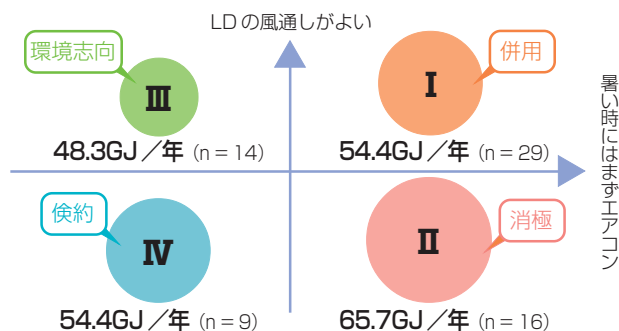 LDの風通しがよい
環境志向
Ⅲ
48.3GJ／年（n＝14）
併用
Ⅰ
54.4GJ／年（n＝29）
暑い時にはまずエアコン
倹約
Ⅳ
54.4GJ／年（n＝9）
消極
Ⅱ
65.7GJ／年（n＝16）